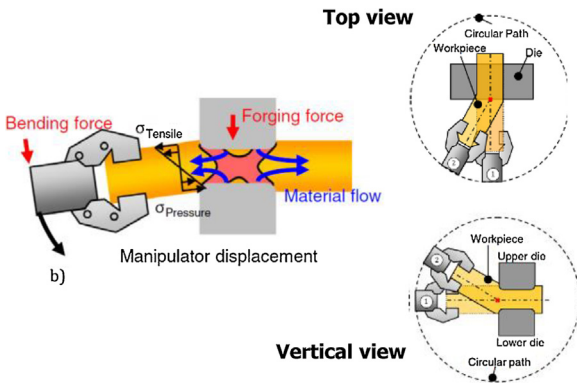 Top view
Circular Path
Workpiece
Die
2
1
Forging force
Bending force
σTensile
σPressure
Material flow
Manipulator displacement
b)
Workpiece
Upper die
2
1
Lower die
Circular path
Vertical view